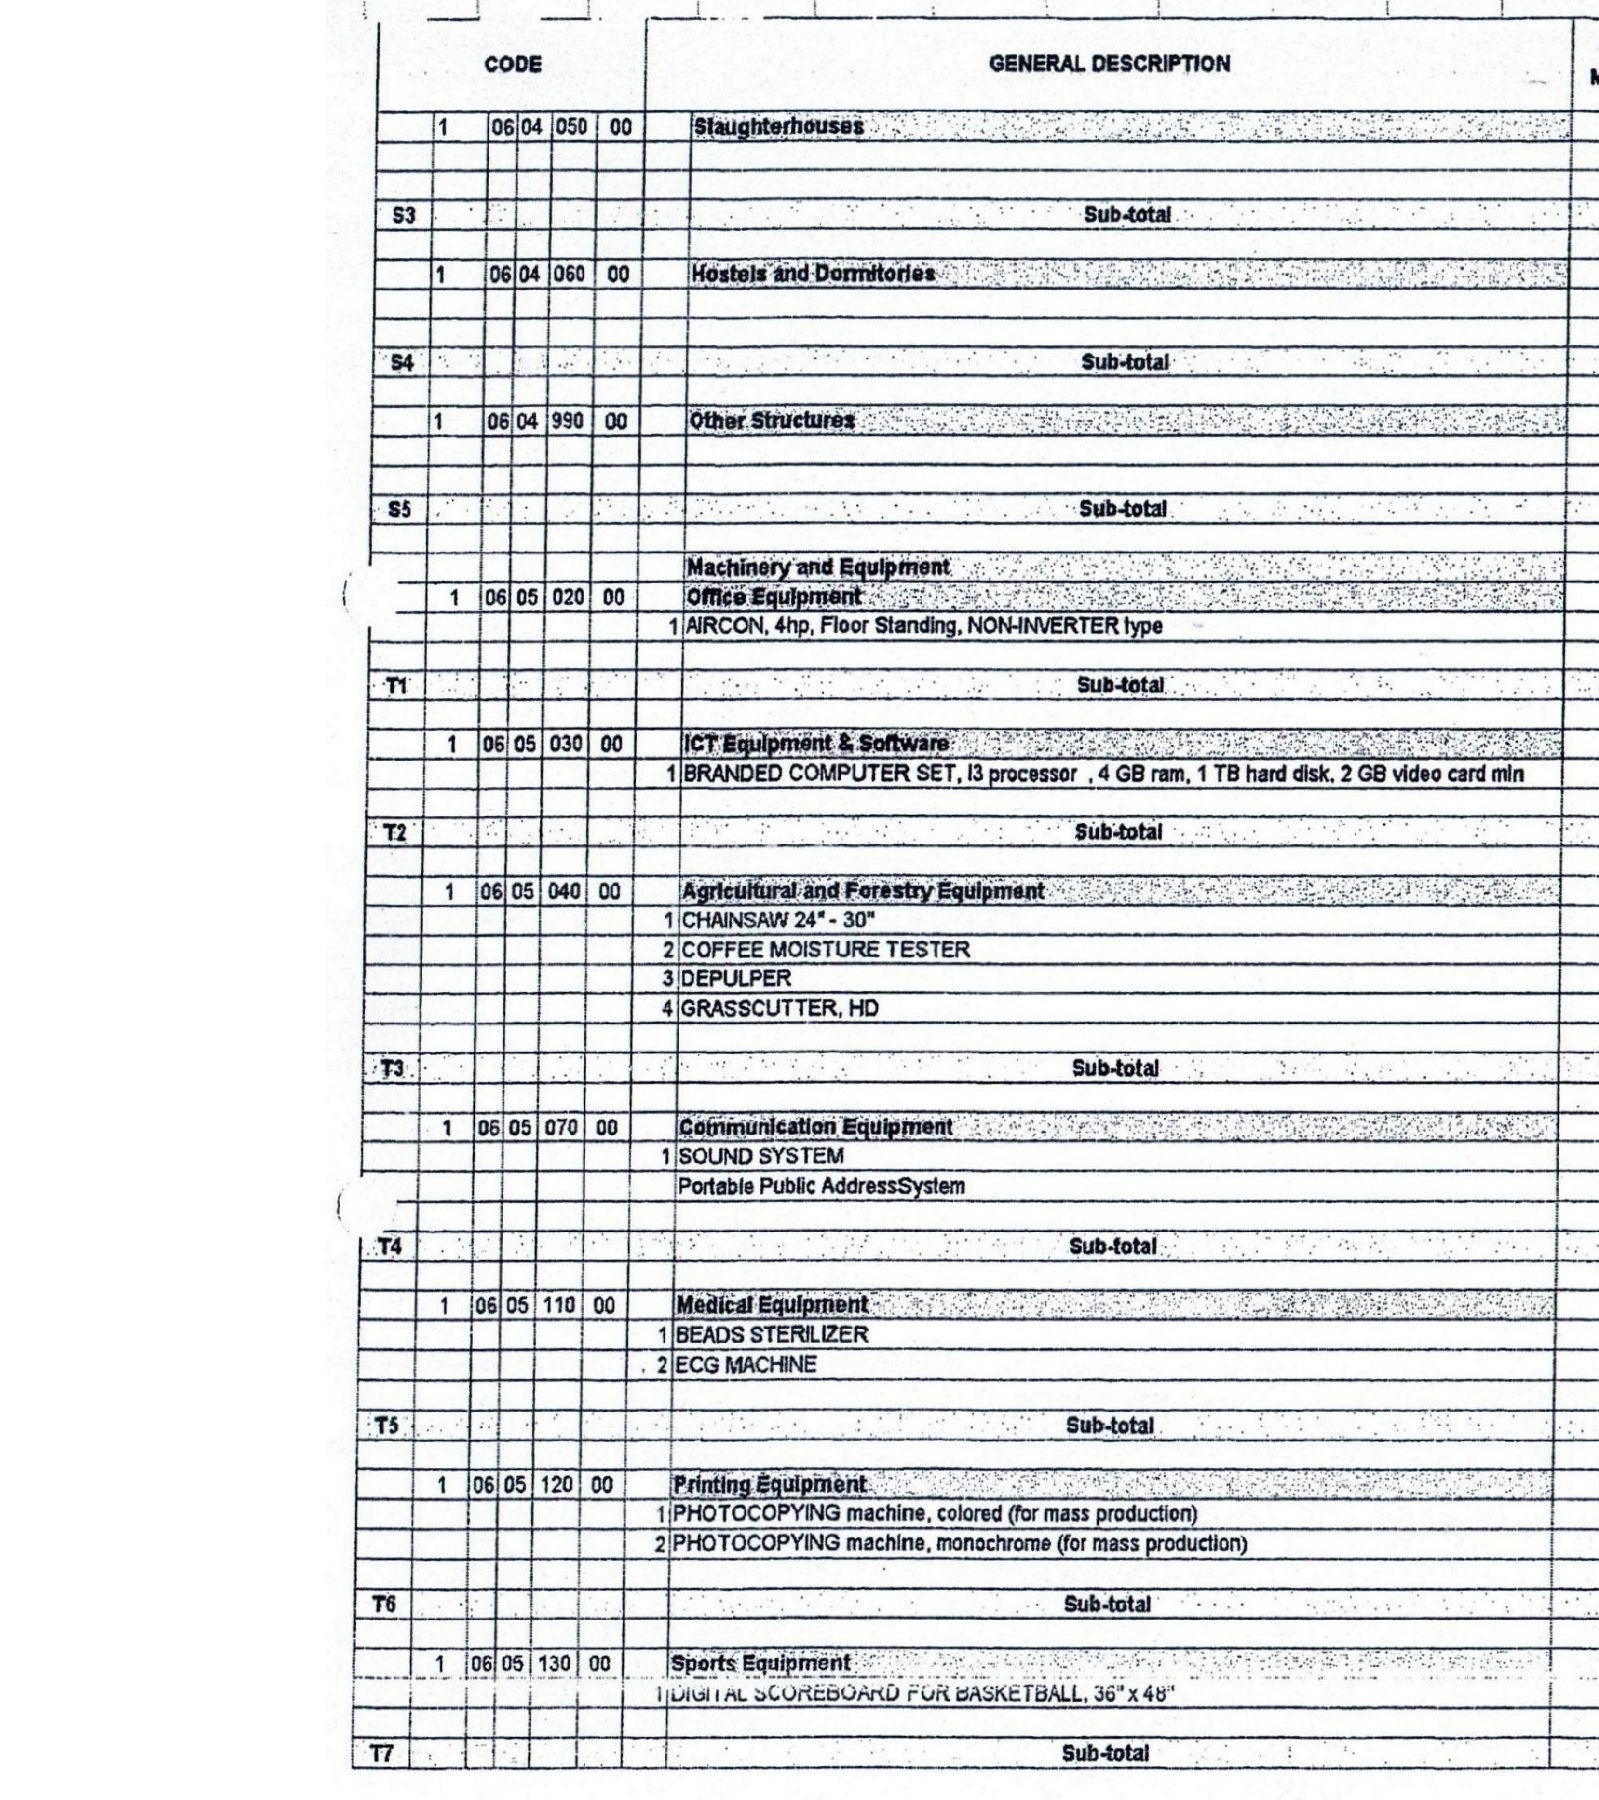 CODE GENERAL DESCRIPTION
1 06 04 050 00 Slaughterhouses
S3 Sub-total
1 06 04 060 00 Hostels and Dormitories
S4 Sub-total
1 06 04 990 00 Other Structures
S5 Sub-total
Machinery and Equipment
1 06 05 020 00 Office Equipment
1 AIRCON, 4hp, Floor Standing, NON-INVERTER type
T1 Sub-total
1 06 05 030 00 ICT Equipment & Software
1 BRANDED COMPUTER SET, I3 processor , 4 GB ram, 1 TB hard disk, 2 GB video card min
T2 Sub-total
1 06 05 040 00 Agricultural and Forestry Equipment
1 CHAINSAW 24" - 30"
2 COFFEE MOISTURE TESTER
3 DEPULPER
4 GRASSCUTTER, HD
T3 Sub-total
1 06 05 070 00 Communication Equipment
1 SOUND SYSTEM
Portable Public AddressSystem
T4 Sub-total
1 06 05 110 00 Medical Equipment
1 BEADS STERILIZER
2 ECG MACHINE
T5 Sub-total
1 06 05 120 00 Printing Equipment
1 PHOTOCOPYING machine, colored (for mass production)
2 PHOTOCOPYING machine, monochrome (for mass production)
T6 Sub-total
1 06 05 130 00 Sports Equipment
1 DIGITAL SCOREBOARD FOR BASKETBALL, 36" x 48"
T7 Sub-total